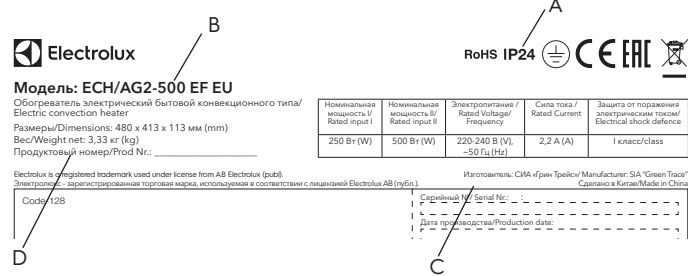 A
B
Electrolux
RoHS IP24 CE EAC
Модель: ECH/AG2-500 EF EU
Обогреватель электрический бытовой конвекционного типа/
Electric convection heater
Размеры/Dimensions: 480 x 413 x 113 мм (mm)
Вес/Weight net: 3,33 кг (kg)
Продуктовый номер/Prod Nr.: ____________________
Номинальная мощность I/ Rated input I
Номинальная мощность II/ Rated input II
Электропитание / Rated Voltage/ Frequency
Сила тока / Rated Current
Защита от поражения электрическим током/ Electrical shock defence
250 Вт (W)
500 Вт (W)
220-240 В (V), ~50 Гц (Hz)
2,2 А (A)
I класс/class
Electrolux is a registered trademark used under license from AB Electrolux (publ).
Электролюкс - зарегистрированная торговая марка, используемая в соответствии с лицензией Electrolux AB (публ.).
Изготовитель: СИА «Грин Трейс»/ Manufacturer: SIA "Green Trace"
Сделано в Китае/Made in China
Code-128
Серийный N°/ Serial Nr.: :
Дата производства/Production date:
D
C